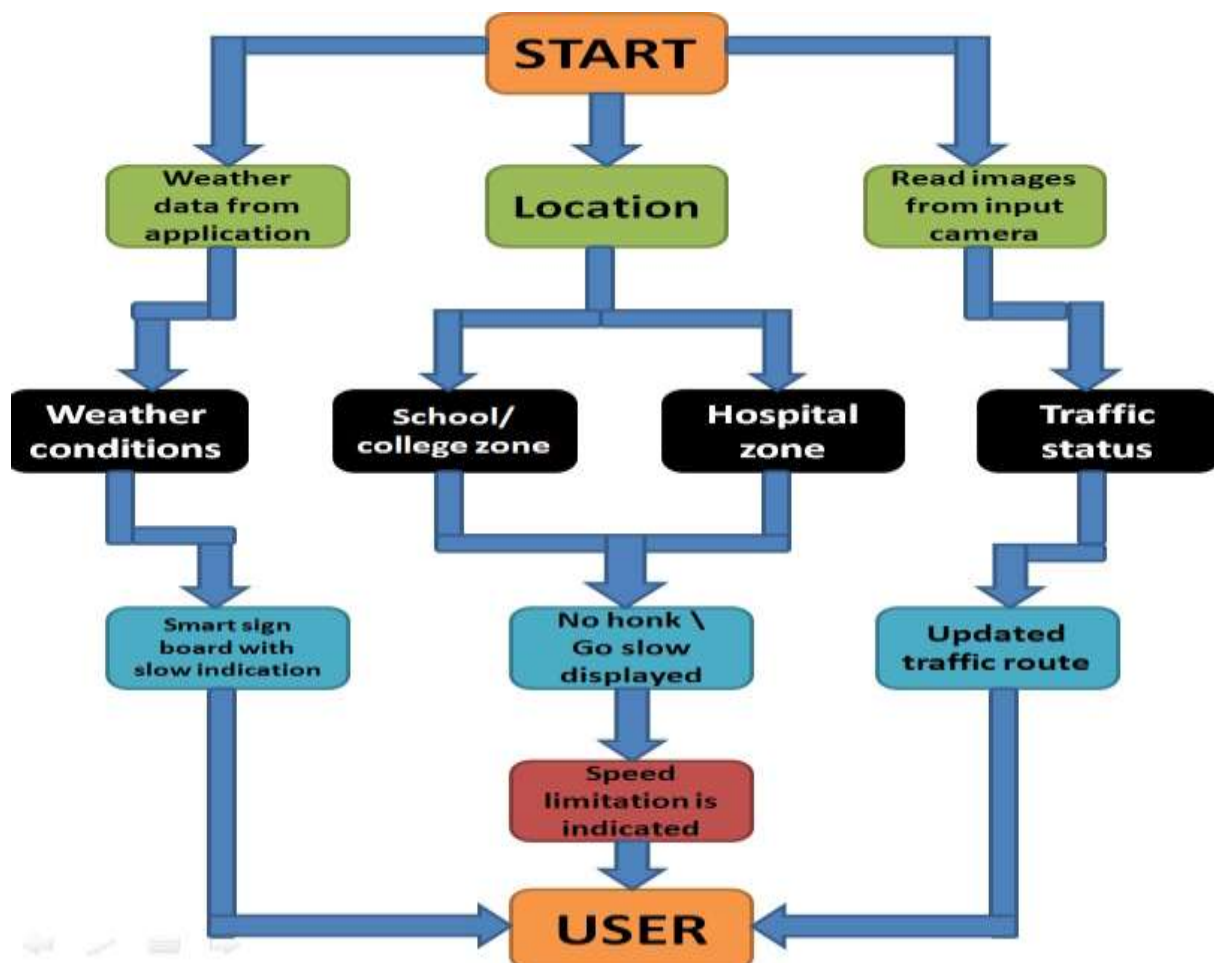 START
Weather
data from
application
Location
Read images
from input
camera
Weather
conditions
School/
college zone
Hospital
zone
Traffic
status
Smart sign
board with
slow indication
No honk \
Go slow
displayed
Updated
traffic route
Speed
limitation is
indicated
USER